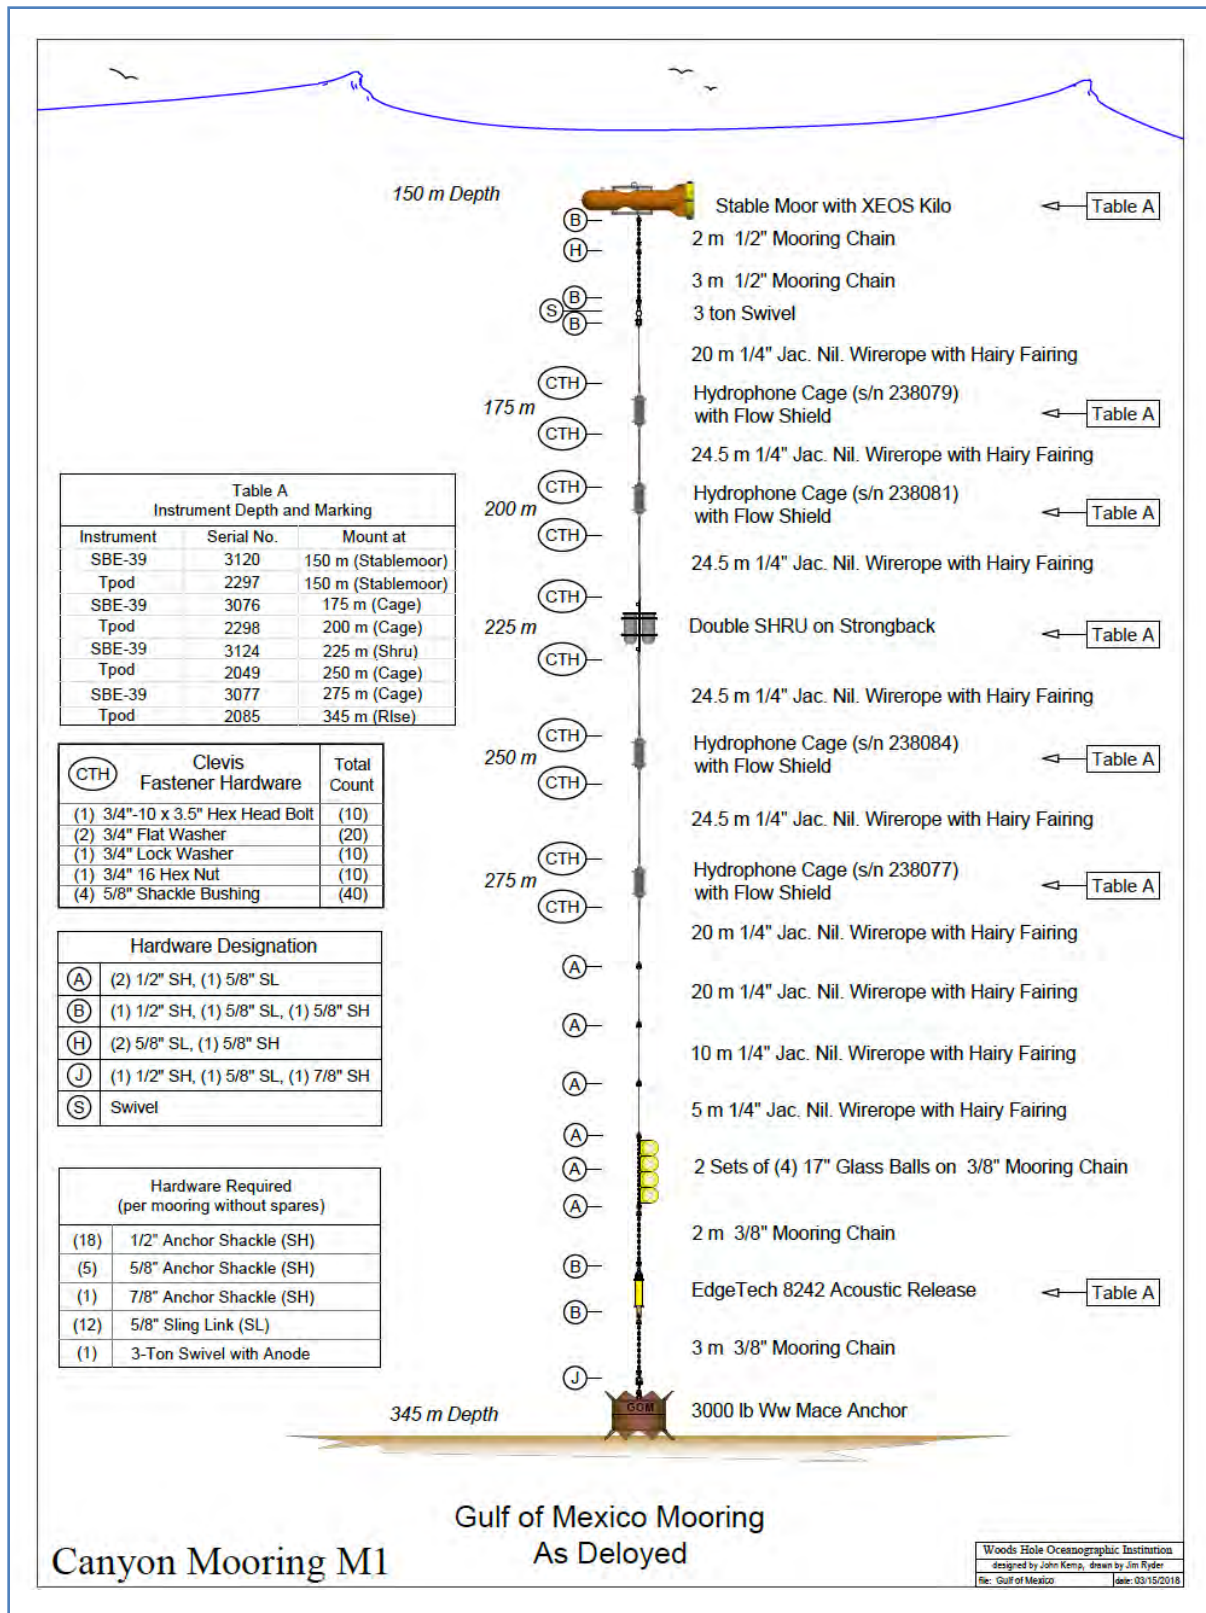 150 m Depth
Stable Moor with XEOS Kilo
Table A
B
2 m 1/2" Mooring Chain
H
3 m 1/2" Mooring Chain
B
S
3 ton Swivel
B
20 m 1/4" Jac. Nil. Wirerope with Hairy Fairing
CTH
175 m
Hydrophone Cage (s/n 238079)
with Flow Shield
Table A
CTH
24.5 m 1/4" Jac. Nil. Wirerope with Hairy Fairing
CTH
200 m
Hydrophone Cage (s/n 238081)
with Flow Shield
Table A
CTH
24.5 m 1/4" Jac. Nil. Wirerope with Hairy Fairing
CTH
225 m
Double SHRU on Strongback
Table A
CTH
24.5 m 1/4" Jac. Nil. Wirerope with Hairy Fairing
CTH
250 m
Hydrophone Cage (s/n 238084)
with Flow Shield
Table A
CTH
24.5 m 1/4" Jac. Nil. Wirerope with Hairy Fairing
CTH
275 m
Hydrophone Cage (s/n 238077)
with Flow Shield
Table A
CTH
20 m 1/4" Jac. Nil. Wirerope with Hairy Fairing
A
20 m 1/4" Jac. Nil. Wirerope with Hairy Fairing
A
10 m 1/4" Jac. Nil. Wirerope with Hairy Fairing
A
5 m 1/4" Jac. Nil. Wirerope with Hairy Fairing
A
A
2 Sets of (4) 17" Glass Balls on 3/8" Mooring Chain
A
2 m 3/8" Mooring Chain
B
EdgeTech 8242 Acoustic Release
Table A
B
3 m 3/8" Mooring Chain
J
GOM
3000 lb Ww Mace Anchor
345 m Depth
Table A
Instrument Depth and Marking
Instrument Serial No. Mount at
SBE-39 3120 150 m (Stablemoor)
Tpod 2297 150 m (Stablemoor)
SBE-39 3076 175 m (Cage)
Tpod 2298 200 m (Cage)
SBE-39 3124 225 m (Shru)
Tpod 2049 250 m (Cage)
SBE-39 3077 275 m (Cage)
Tpod 2085 345 m (Rlse)
CTH Clevis Fastener Hardware Total Count
(1) 3/4"-10 x 3.5" Hex Head Bolt (10)
(2) 3/4" Flat Washer (20)
(1) 3/4" Lock Washer (10)
(1) 3/4" 16 Hex Nut (10)
(4) 5/8" Shackle Bushing (40)
Hardware Designation
A (2) 1/2" SH, (1) 5/8" SL
B (1) 1/2" SH, (1) 5/8" SL, (1) 5/8" SH
H (2) 5/8" SL, (1) 5/8" SH
J (1) 1/2" SH, (1) 5/8" SL, (1) 7/8" SH
S Swivel
Hardware Required
(per mooring without spares)
(18) 1/2" Anchor Shackle (SH)
(5) 5/8" Anchor Shackle (SH)
(1) 7/8" Anchor Shackle (SH)
(12) 5/8" Sling Link (SL)
(1) 3-Ton Swivel with Anode
Gulf of Mexico Mooring
As Deloyed
Canyon Mooring M1
Woods Hole Oceanographic Institution
designed by John Kemp, drawn by Jim Ryder
file: Gulf of Mexico date: 03/15/2018